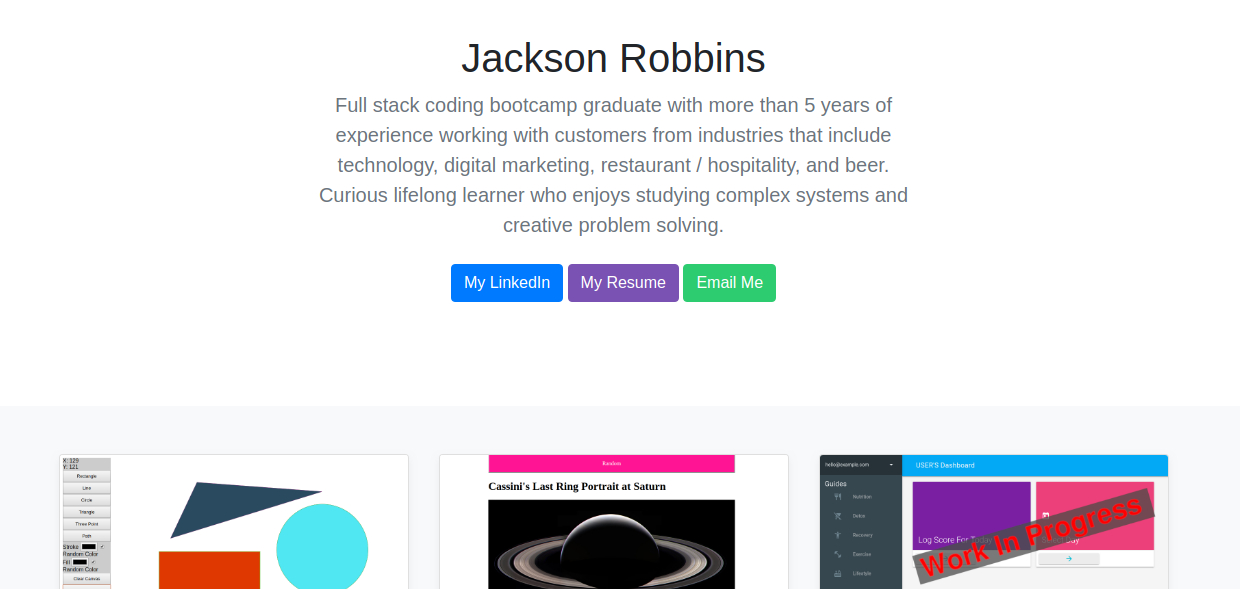 Jackson Robbins
Full stack coding bootcamp graduate with more than 5 years of
experience working with customers from industries that include
technology, digital marketing, restaurant / hospitality, and beer.
Curious lifelong learner who enjoys studying complex systems and
creative problem solving.
My LinkedIn
My Resume
Email Me
X: 129
Y: 121
Rectangle
Line
Circle
Triangle
Three Point
Path
Stroke
Random Color
Fill
Random Color
Clear Canvas
Random
Cassini's Last Ring Portrait at Saturn
hello@example.com
USER'S Dashboard
Guides
Nutrition
Detox
Recovery
Exercise
Lifestyle
Log Score For Today
Work In Progress